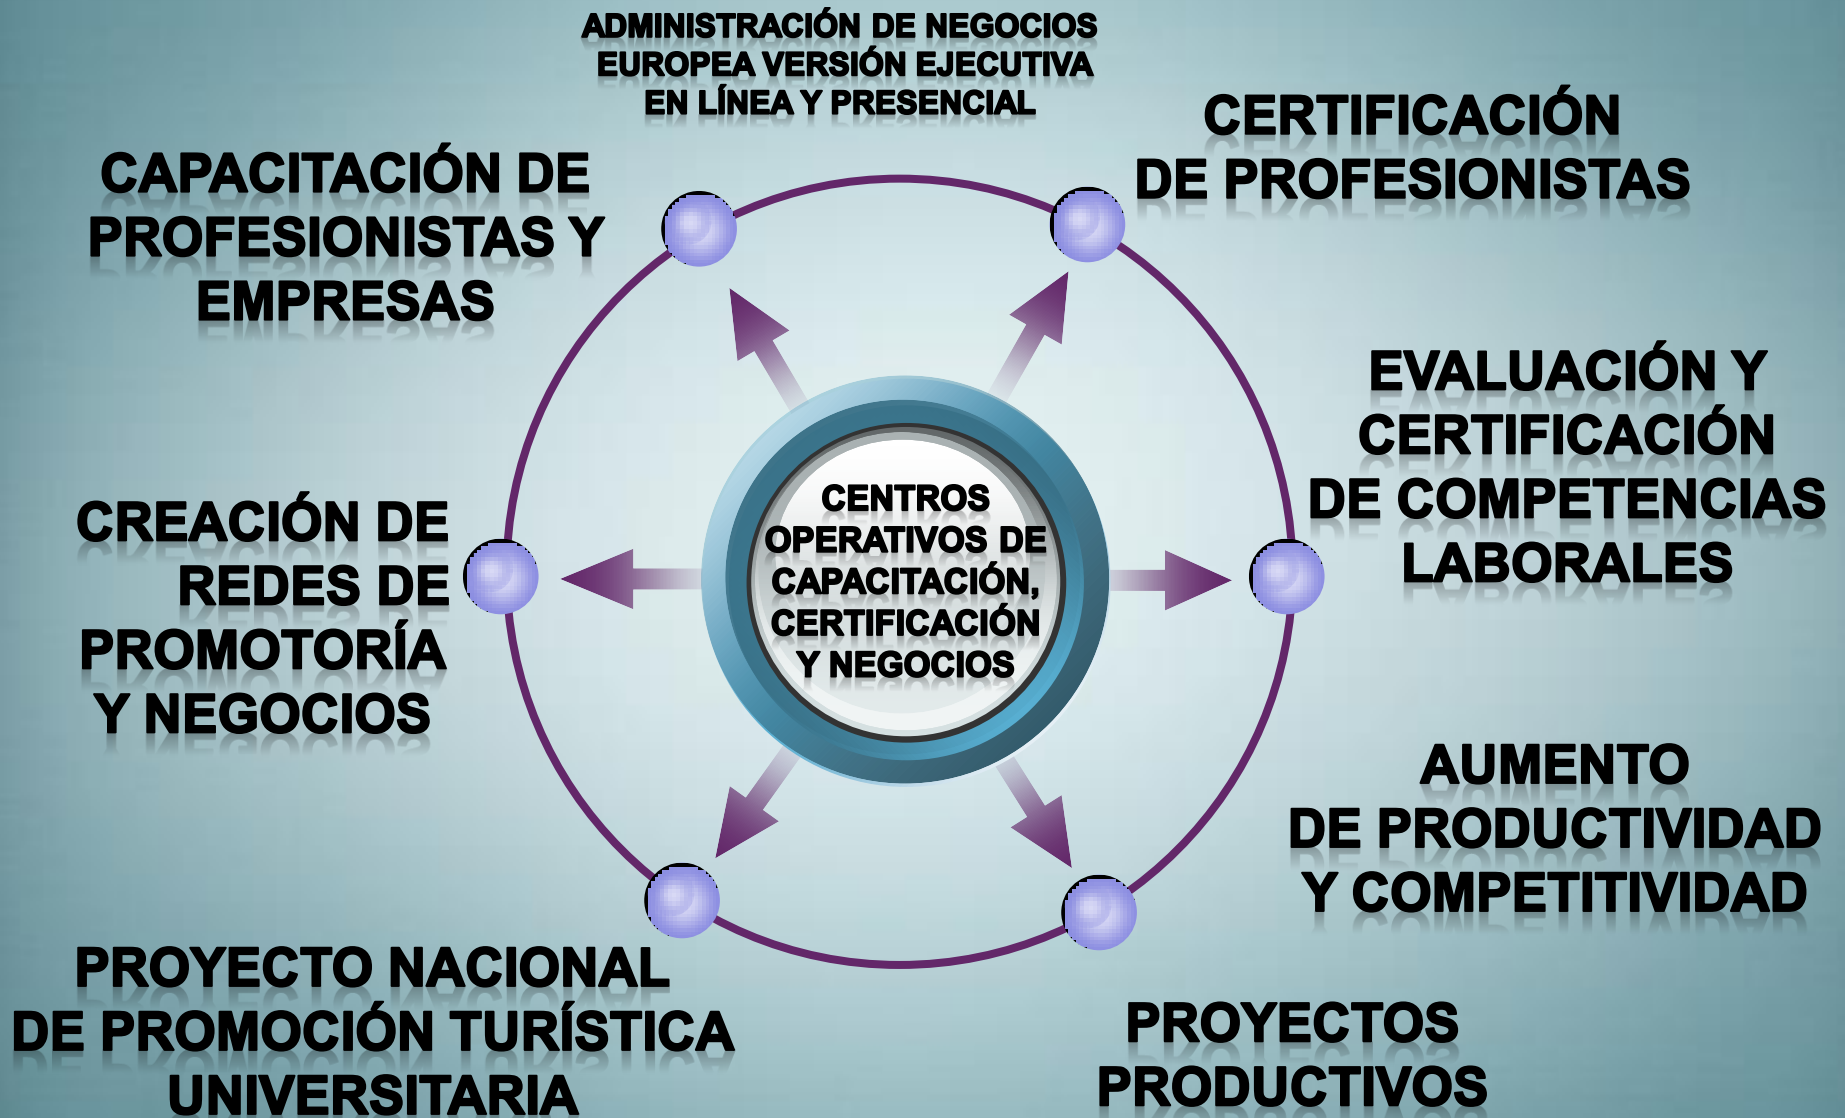 ADMINISTRACIÓN DE NEGOCIOS
EUROPEA VERSIÓN EJECUTIVA
EN LÍNEA Y PRESENCIAL
CERTIFICACIÓN
DE PROFESIONISTAS
CAPACITACIÓN DE
PROFESIONISTAS Y
EMPRESAS
EVALUACIÓN Y
CERTIFICACIÓN
DE COMPETENCIAS
LABORALES
CENTROS
OPERATIVOS DE
CAPACITACIÓN,
CERTIFICACIÓN
Y NEGOCIOS
CREACIÓN DE
REDES DE
PROMOTORÍA
Y NEGOCIOS
AUMENTO
DE PRODUCTIVIDAD
Y COMPETITIVIDAD
PROYECTO NACIONAL
DE PROMOCIÓN TURÍSTICA
UNIVERSITARIA
PROYECTOS
PRODUCTIVOS